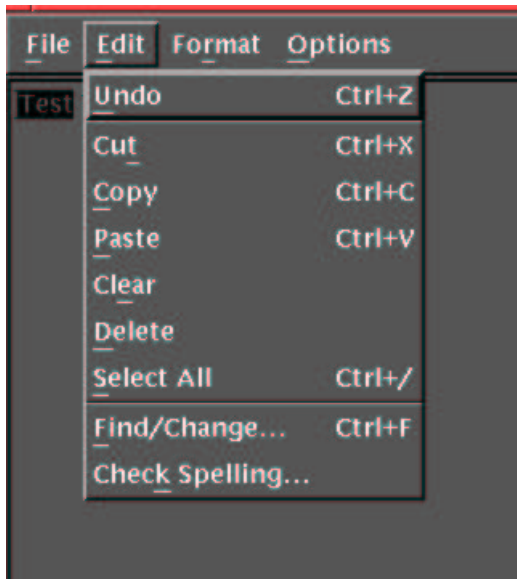 File Edit Format Options
Test
Undo Ctrl+Z
Cut Ctrl+X
Copy Ctrl+C
Paste Ctrl+V
Clear
Delete
Select All Ctrl+/
Find/Change... Ctrl+F
Check Spelling...